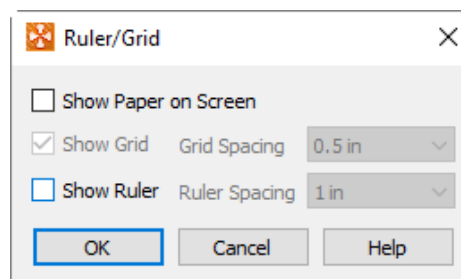 Ruler/Grid
Show Paper on Screen
Show Grid Grid Spacing 0.5 in
Show Ruler Ruler Spacing 1 in
OK Cancel Help